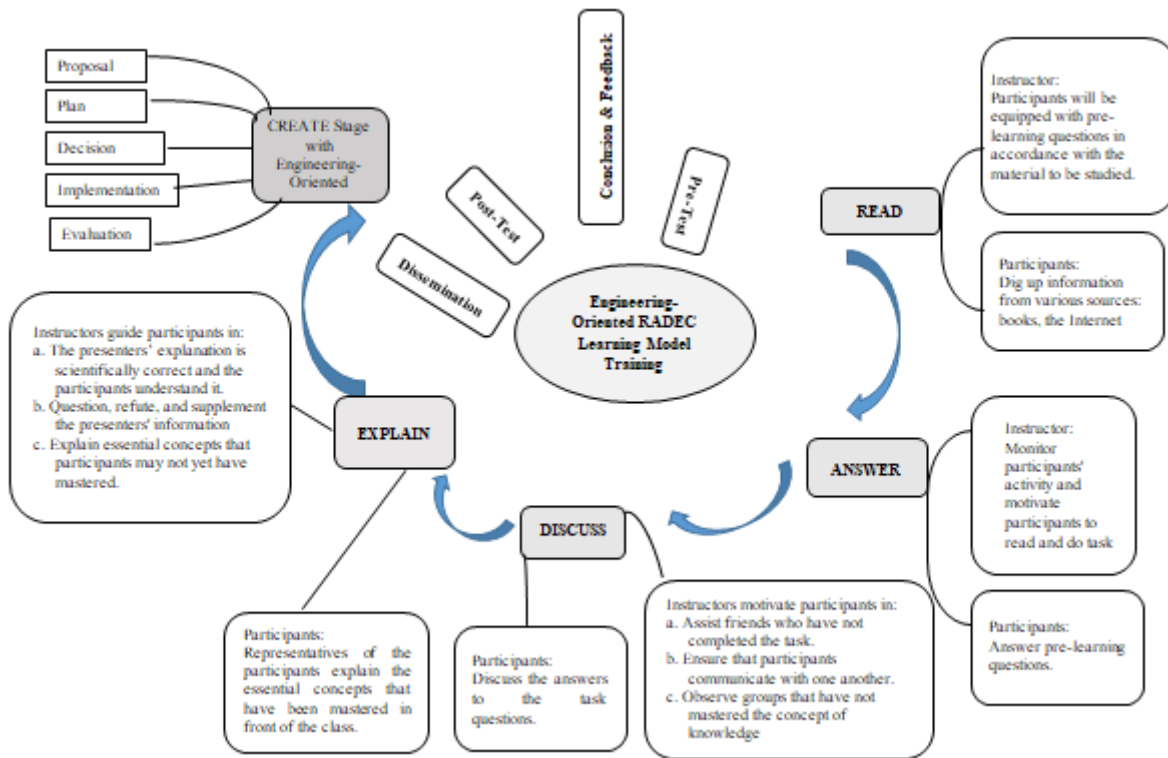 Proposal
Plan
Decision
Implementation
Evaluation
CREATE Stage
with
Engineering-
Oriented
Dissemination
Post-Test
Conclusion & Feedback
Pre-Test
Engineering-
Oriented RADEC
Learning Model
Training
READ
Instructor:
Participants will be
equipped with pre-
learning questions in
accordance with the
material to be studied.
Participants:
Dig up information
from various sources:
books, the Internet
ANSWER
Instructor:
Monitor
participants'
activity and
motivate
participants to
read and do task
Participants:
Answer pre-learning
questions.
DISCUSS
Instructors motivate participants in:
a. Assist friends who have not
completed the task.
b. Ensure that participants
communicate with one another.
c. Observe groups that have not
mastered the concept of
knowledge
Participants:
Discuss the answers
to the task
questions.
EXPLAIN
Instructors guide participants in:
a. The presenters' explanation is
scientifically correct and the
participants understand it.
b. Question, refute, and supplement
the presenters' information
c. Explain essential concepts that
participants may not yet have
mastered.
Participants:
Representatives of the
participants explain the
essential concepts that
have been mastered in
front of the class.